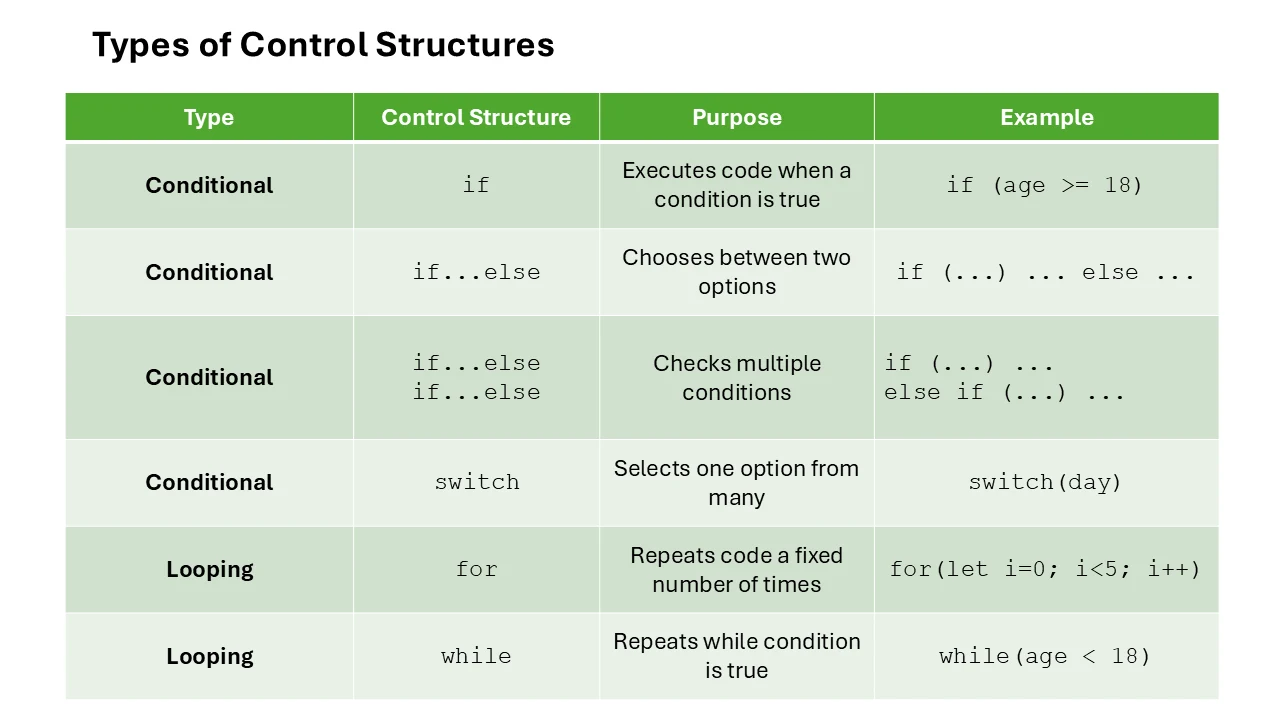 Types of Control Structures
Type Control Structure Purpose Example
Conditional if Executes code when a condition is true if (age >= 18)
Conditional if...else Chooses between two options if (...) ... else ...
Conditional if...else if...else Checks multiple conditions if (...) ... else if (...) ...
Conditional switch Selects one option from many switch(day)
Looping for Repeats code a fixed number of times for(let i=0; i<5; i++)
Looping while Repeats while condition is true while(age < 18)